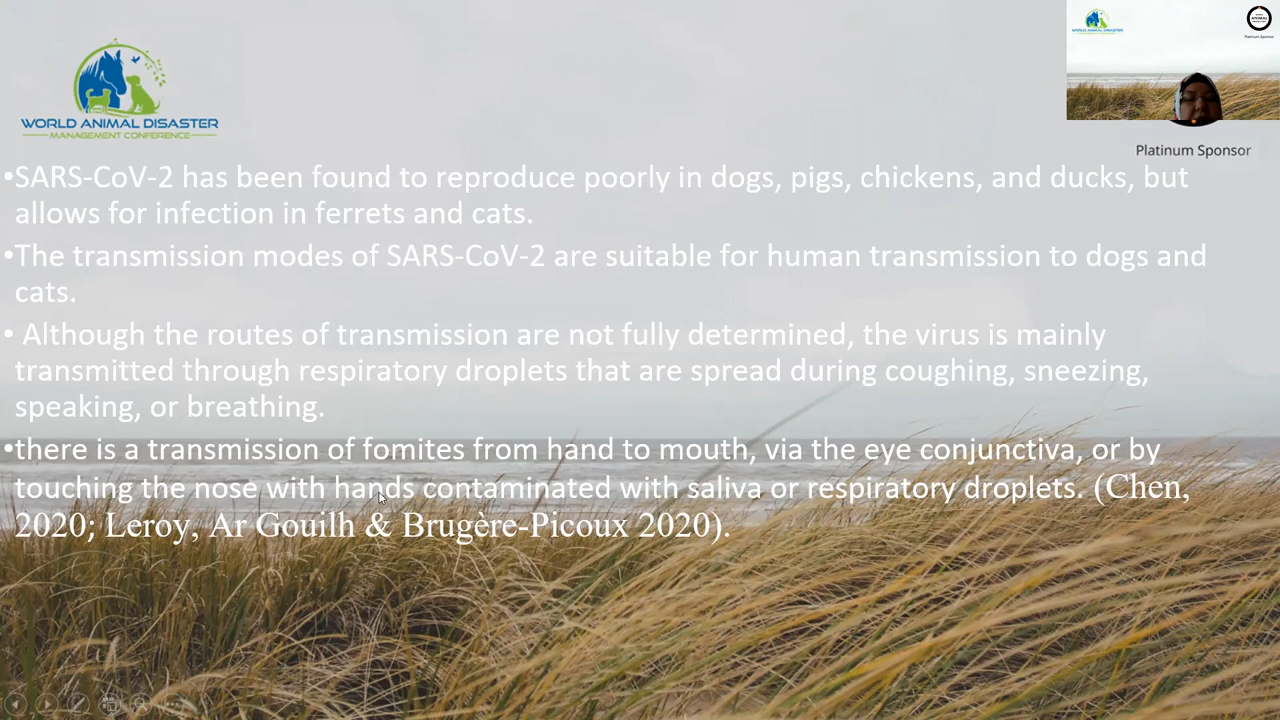 WORLD ANIMAL DISASTER
MANAGEMENT CONFERENCE
Platinum Sponsor
•SARS-CoV-2 has been found to reproduce poorly in dogs, pigs, chickens, and ducks, but
allows for infection in ferrets and cats.
•The transmission modes of SARS-CoV-2 are suitable for human transmission to dogs and
cats.
• Although the routes of transmission are not fully determined, the virus is mainly
transmitted through respiratory droplets that are spread during coughing, sneezing,
speaking, or breathing.
•there is a transmission of fomites from hand to mouth, via the eye conjunctiva, or by
touching the nose with hands contaminated with saliva or respiratory droplets. (Chen,
2020; Leroy, Ar Gouilh & Brugère-Picoux 2020).